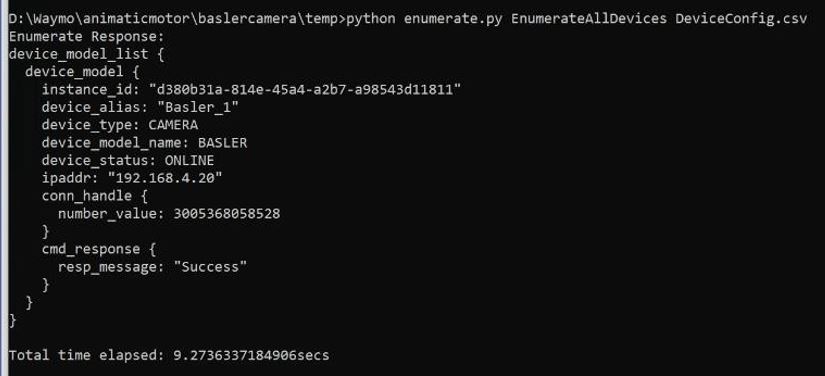 D:\Waymo\animaticmotor\baslercamera\temp>python enumerate.py EnumerateAllDevices DeviceConfig.csv
Enumerate Response:
device_model_list {
  device_model {
    instance_id: "d380b31a-814e-45a4-a2b7-a98543d11811"
    device_alias: "Basler_1"
    device_type: CAMERA
    device_model_name: BASLER
    device_status: ONLINE
    ipaddr: "192.168.4.20"
    conn_handle {
      number_value: 3005368058528
    }
    cmd_response {
      resp_message: "Success"
    }
  }
}
Total time elapsed: 9.2736337184906secs